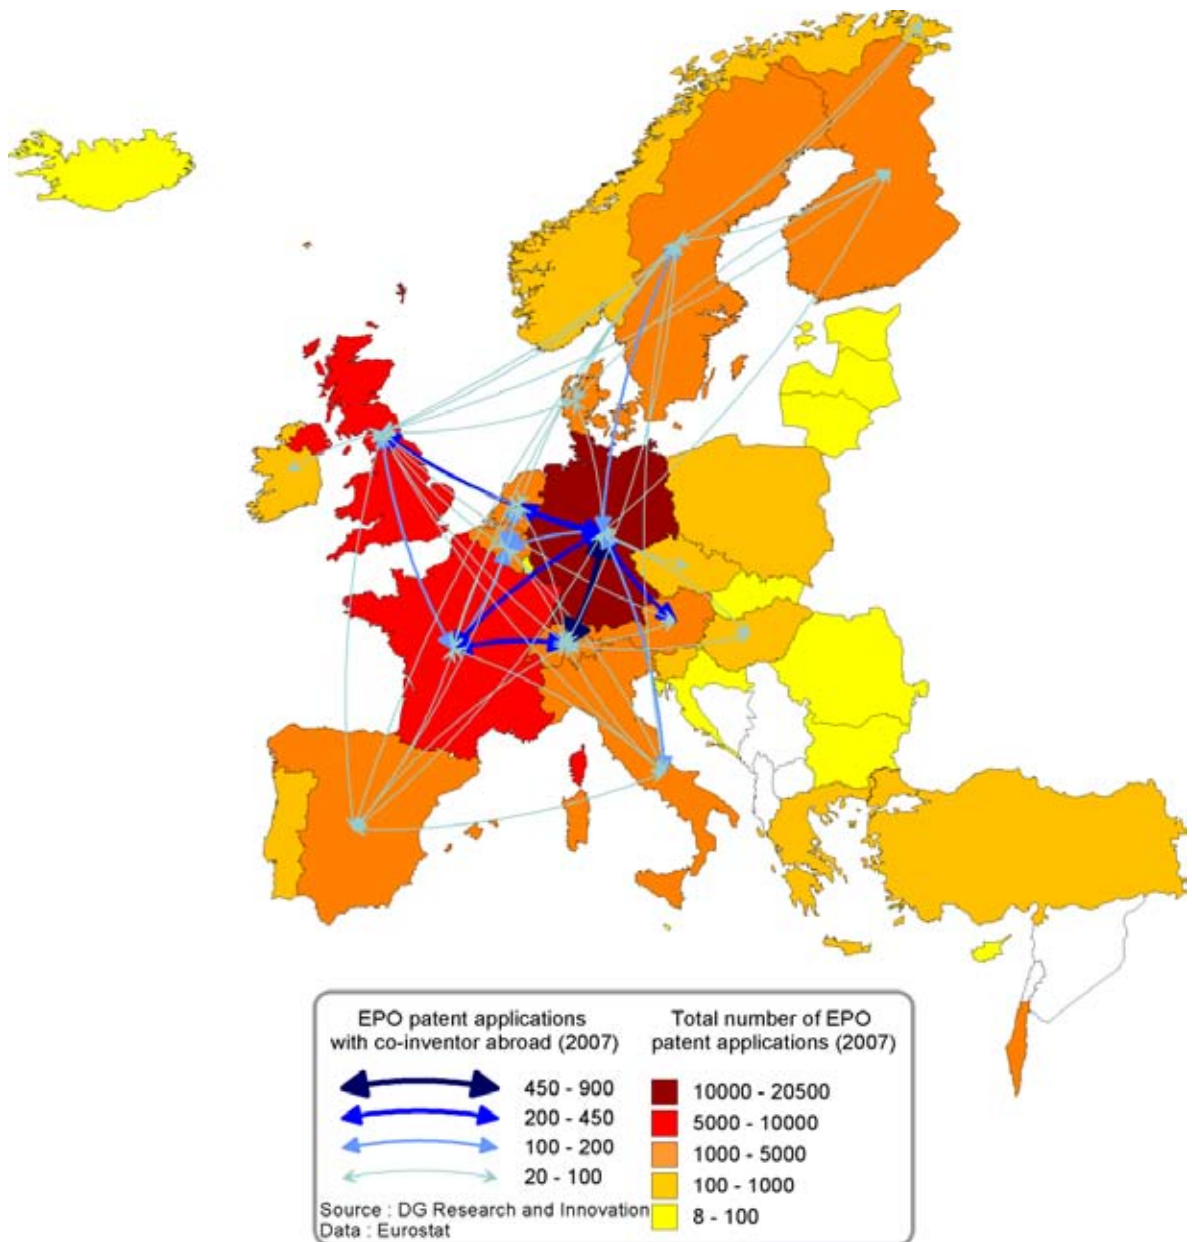 EPO patent applications
with co-inventor abroad (2007)
450 - 900
200 - 450
100 - 200
20 - 100
Source : DG Research and Innovation
Data : Eurostat
Total number of EPO
patent applications (2007)
10000 - 20500
5000 - 10000
1000 - 5000
100 - 1000
8 - 100